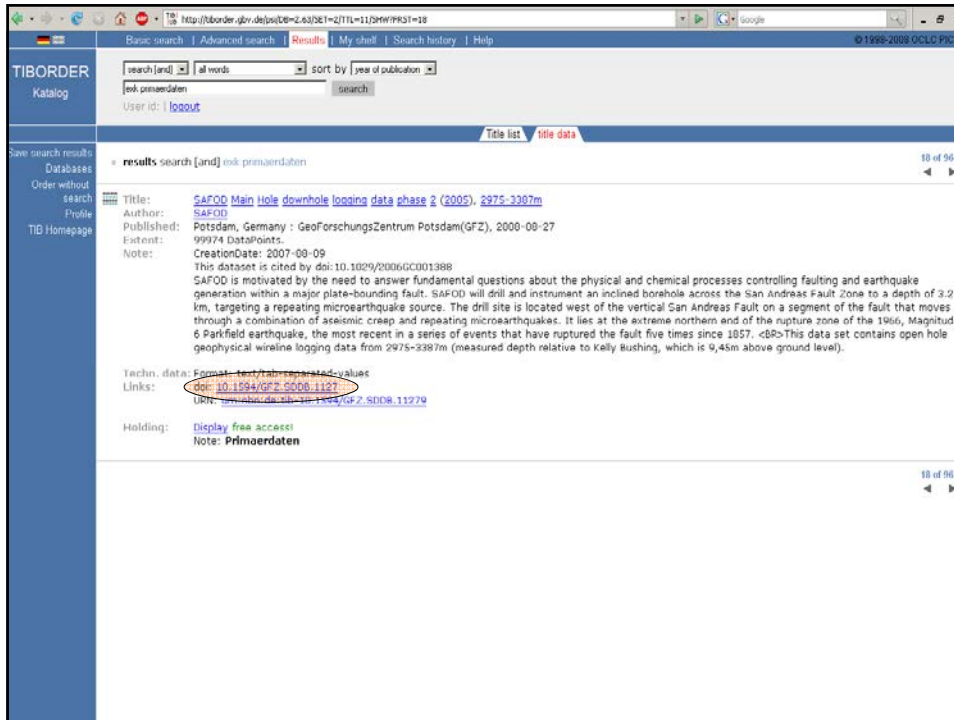 http://tiborder.gbv.de/psi/DB=2.63/SET=2/TTL=11/SHW?FRST=18
Google
Basic search | Advanced search | Results | My shelf | Search history | Help
© 1998-2008 OCLC PIC
TIBORDER
Katalog
search [and] all words sort by year of publication
exk primaerdaten search
User id: | logout
Title list title data
Save search results
Databases
Order without
search
Profile
TIB Homepage
results search [and] exk primaerdaten
18 of 96
Title: SAFOD Main Hole downhole logging data phase 2 (2005), 2975-3387m
Author: SAFOD
Published: Potsdam, Germany : GeoForschungsZentrum Potsdam(GFZ), 2008-08-27
Extent: 99974 DataPoints.
Note: CreationDate: 2007-08-09
This dataset is cited by doi:10.1029/2006GC001388
SAFOD is motivated by the need to answer fundamental questions about the physical and chemical processes controlling faulting and earthquake
generation within a major plate-bounding fault. SAFOD will drill and instrument an inclined borehole across the San Andreas Fault Zone to a depth of 3.2
km, targeting a repeating microearthquake source. The drill site is located west of the vertical San Andreas Fault on a segment of the fault that moves
through a combination of aseismic creep and repeating microearthquakes. It lies at the extreme northern end of the rupture zone of the 1966, Magnitud
6 Parkfield earthquake, the most recent in a series of events that have ruptured the fault five times since 1857. <BR>This data set contains open hole
geophysical wireline logging data from 2975-3387m (measured depth relative to Kelly Bushing, which is 9,45m above ground level).
Techn. data: Format: text/tab-separated-values
Links: doi: 10.1594/GFZ.SDDB.1127
URN: urn:nbn:de:tib-10.1594/GFZ.SDDB.11279
Holding: Display free access!
Note: Primaerdaten
18 of 96